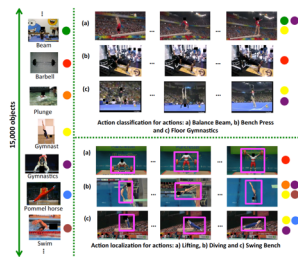 15,000 objects
Beam
Barbell
Plunge
Gymnast
Gymnastics
Pommel horse
Swim
(a)
... ...
(b)
... ...
(c)
... ...
Action classification for actions: a) Balance Beam, b) Bench Press
and c) Floor Gymnastics
(a)
... ...
(b)
... ...
(c)
... ...
Action localization for actions: a) Lifting, b) Diving and c) Swing Bench